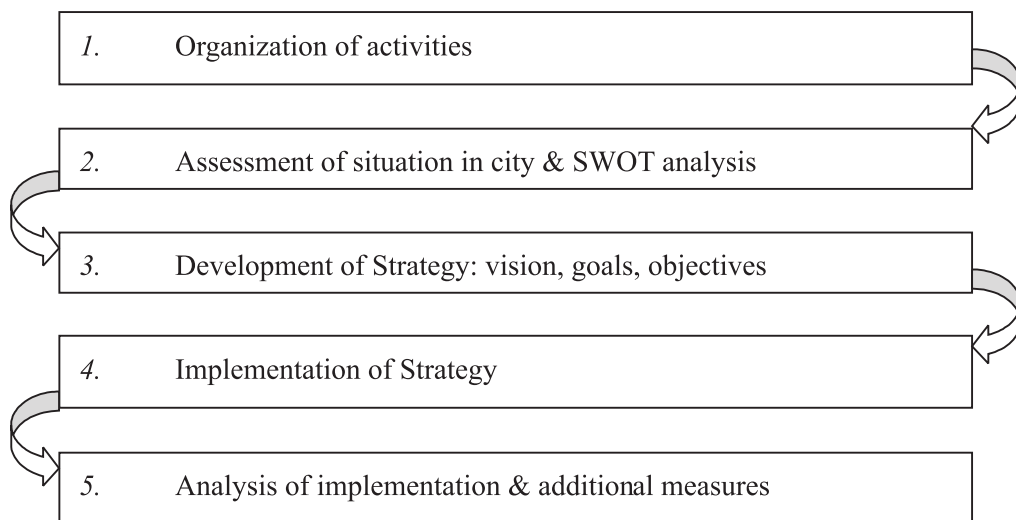 1. Organization of activities
2. Assessment of situation in city & SWOT analysis
3. Development of Strategy: vision, goals, objectives
4. Implementation of Strategy
5. Analysis of implementation & additional measures